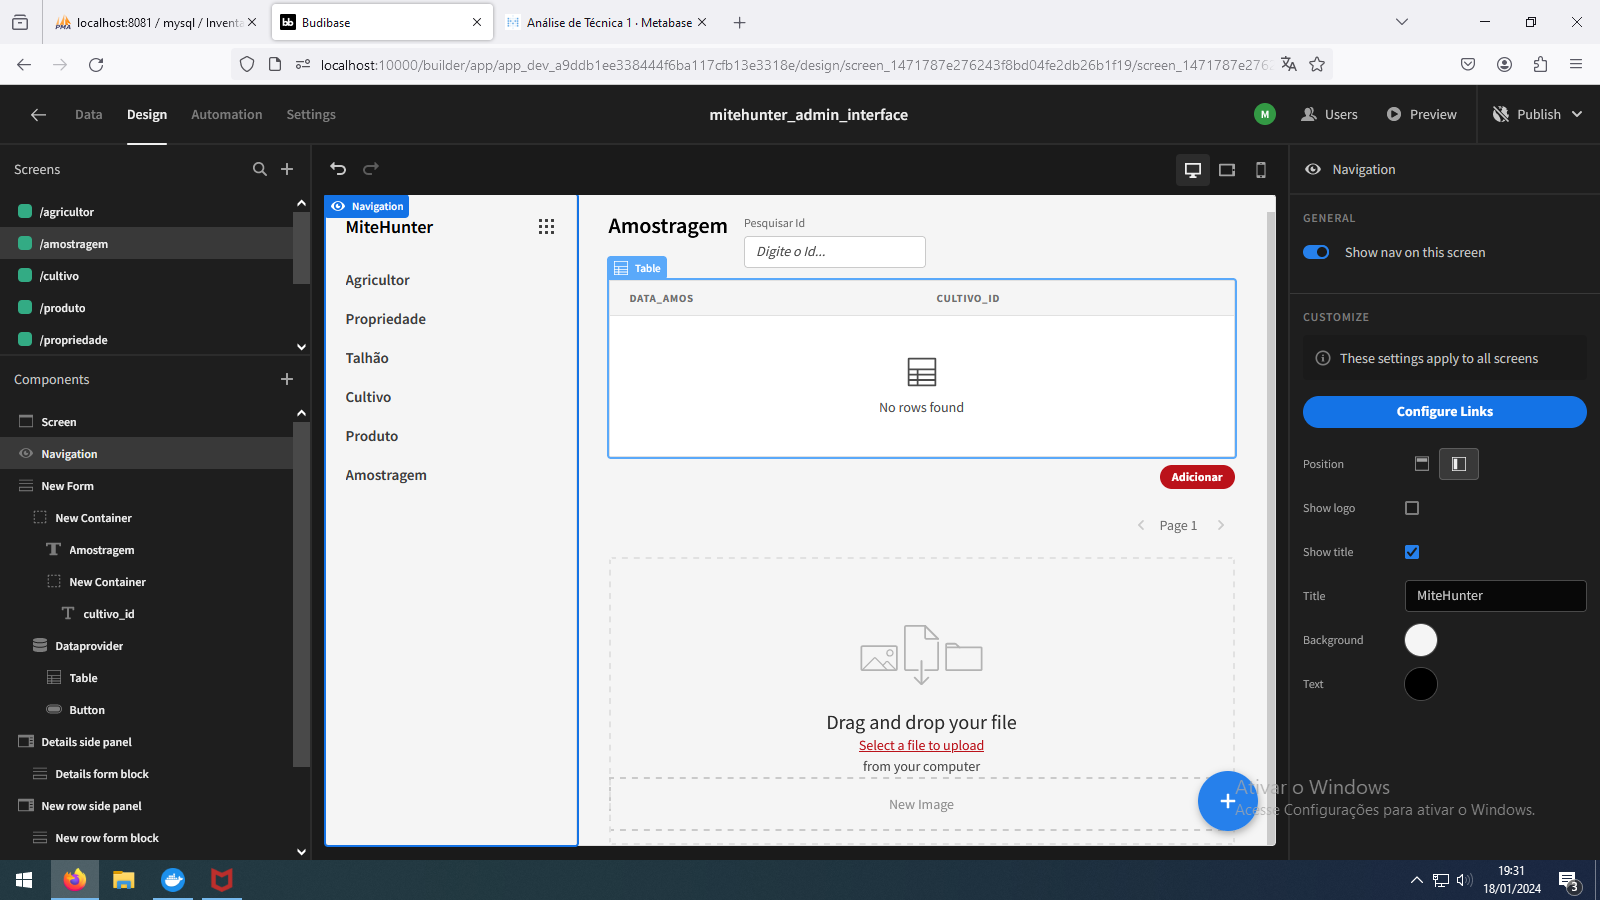 localhost:8081 / mysql / Inventa
Budibase
Análise de Técnica 1 · Metabase
localhost:10000/builder/app/app_dev_a9ddb1ee338444f6ba117cfb13e3318e/design/screen_1471787e276243f8bd04fe2db26b1f19/screen_1471787e276
Data
Design
Automation
Settings
mitehunter_admin_interface
M
Users
Preview
Publish
Screens
/agricultor
/amostragem
/cultivo
/produto
/propriedade
Components
Screen
Navigation
New Form
New Container
Amostragem
New Container
cultivo_id
Dataprovider
Table
Button
Details side panel
Details form block
New row side panel
New row form block
Navigation
MiteHunter
Agricultor
Propriedade
Talhão
Cultivo
Produto
Amostragem
Amostragem
Pesquisar Id
Digite o Id...
Table
DATA_AMOS
CULTIVO_ID
No rows found
Adicionar
Page 1
Drag and drop your file
Select a file to upload
from your computer
New Image
Navigation
GENERAL
Show nav on this screen
CUSTOMIZE
These settings apply to all screens
Configure Links
Position
Show logo
Show title
Title
MiteHunter
Background
Text
Ativar o Windows
Acesse Configurações para ativar o Windows.
19:31
18/01/2024
3